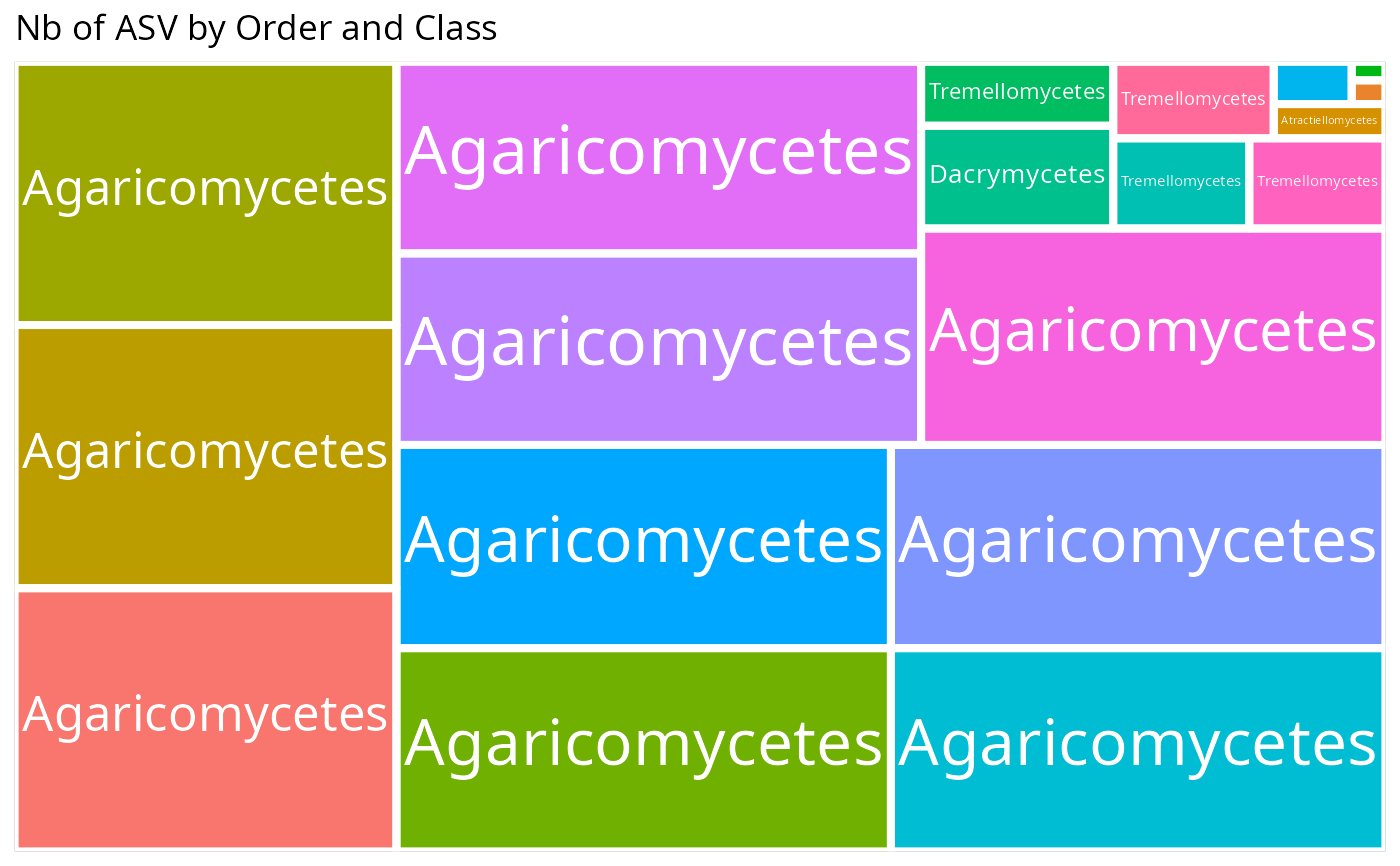 Nb of ASV by Order and Class
Agaricomycetes
Agaricomycetes
Agaricomycetes
Agaricomycetes
Agaricomycetes
Agaricomycetes
Agaricomycetes
Agaricomycetes
Agaricomycetes
Agaricomycetes
Tremellomycetes
Dacrymycetes
Tremellomycetes
Tremellomycetes
Tremellomycetes
Atractiellomycetes